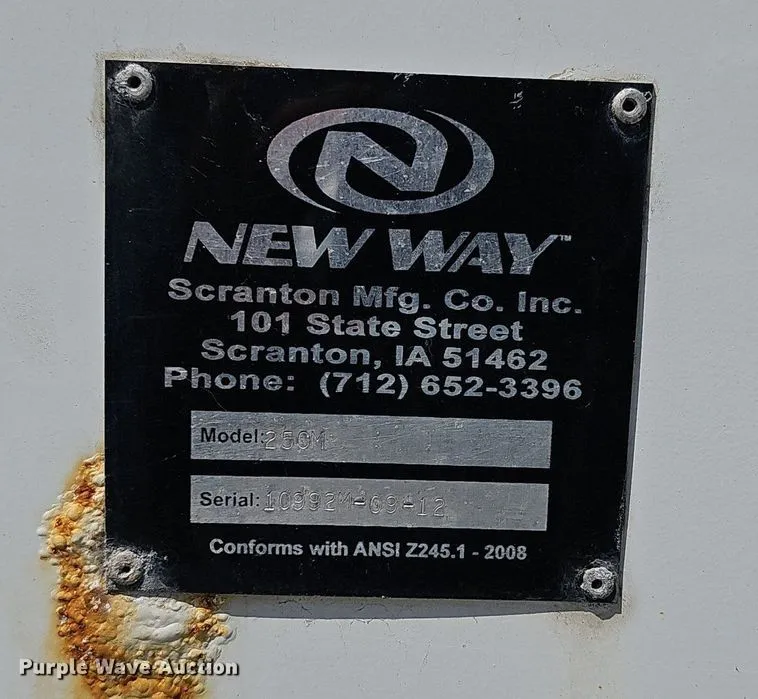 NEW WAY™
Scranton Mfg. Co. Inc.
101 State Street
Scranton, IA 51462
Phone: (712) 652-3396
Model: 250M
Serial: 10992M-09-12
Conforms with ANSI Z245.1 - 2008
Purple Wave Auction